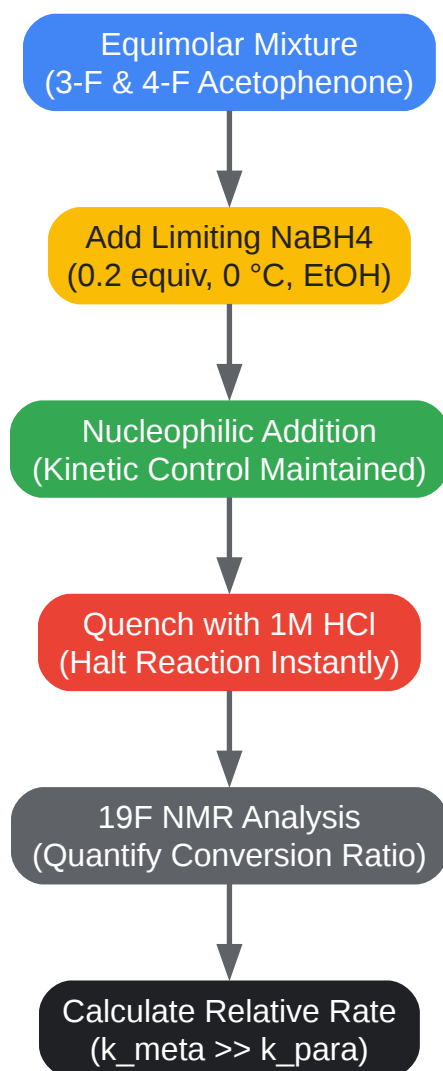 Equimolar Mixture
(3-F & 4-F Acetophenone)
Add Limiting NaBH4
(0.2 equiv, 0 °C, EtOH)
Nucleophilic Addition
(Kinetic Control Maintained)
Quench with 1M HCl
(Halt Reaction Instantly)
19F NMR Analysis
(Quantify Conversion Ratio)
Calculate Relative Rate
(k_meta >> k_para)